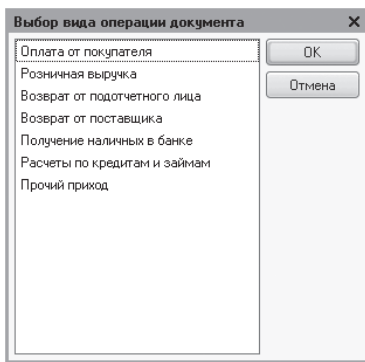 Выбор вида операции документа
Оплата от покупателя
Розничная выручка
Возврат от подотчетного лица
Возврат от поставщика
Получение наличных в банке
Расчеты по кредитам и займам
Прочий приход
OK
Отмена